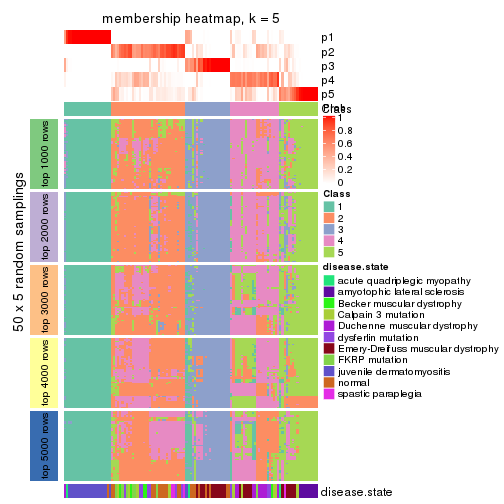 membership heatmap, k = 5
p1
p2
p3
p4
p5
Class
Prob
1
0.8
0.6
0.4
0.2
0
Class
1
2
3
4
5
disease.state
acute quadriplegic myopathy
amyotophic lateral sclerosis
Becker muscular dystrophy
Calpain 3 mutation
Duchenne muscular dystrophy
dysferlin mutation
Emery-Dreifuss muscular dystrophy
FKRP mutation
juvenile dermatomyositis
normal
spastic paraplegia
50 x 5 random samplings
top 1000 rows
top 2000 rows
top 3000 rows
top 4000 rows
top 5000 rows
disease.state